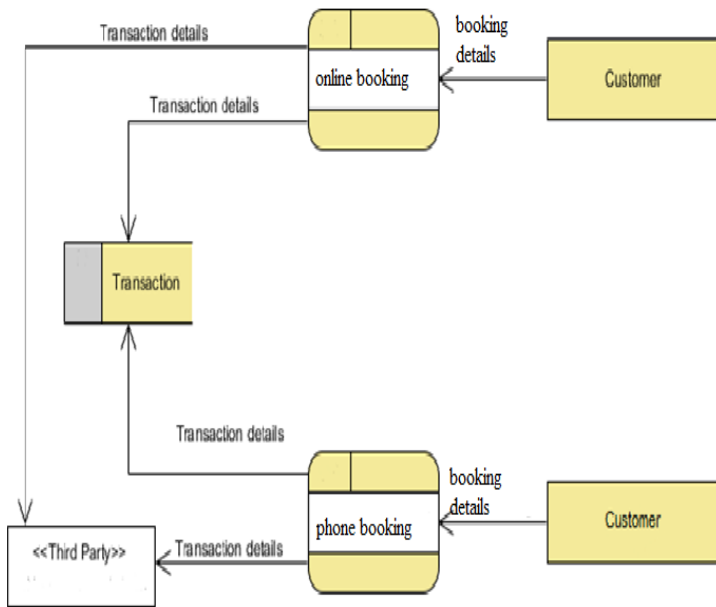 Transaction details
booking
details
online booking
Customer
Transaction details
Transaction
Transaction details
booking
details
phone booking
Customer
<<Third Party>>
Transaction details